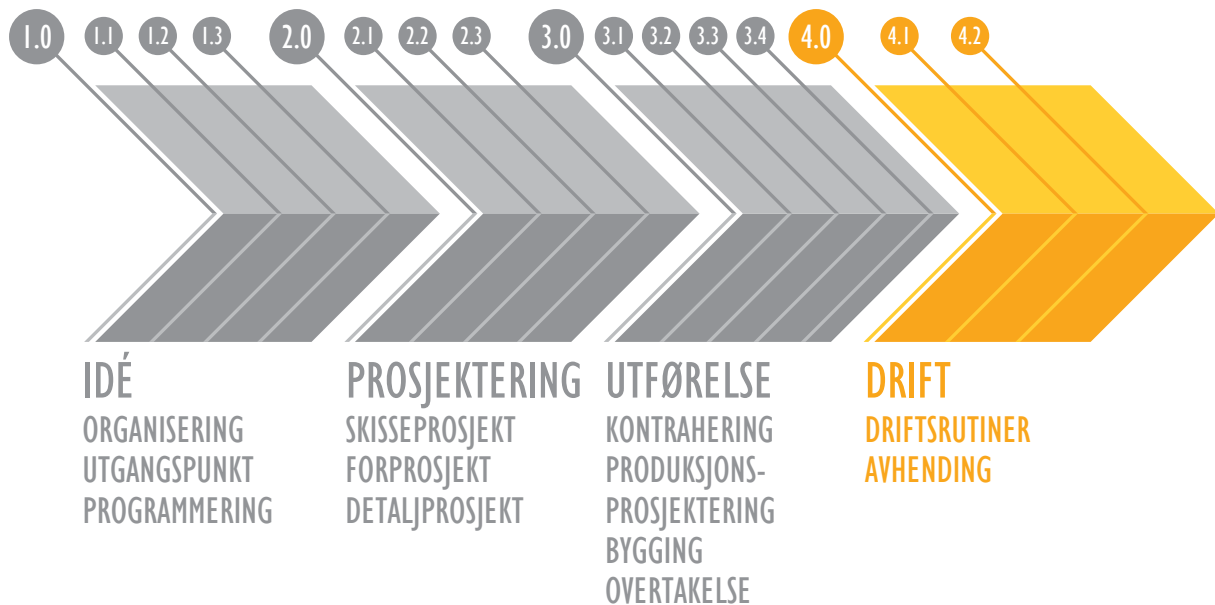 1.0 1.1 1.2 1.3 2.0 2.1 2.2 2.3 3.0 3.1 3.2 3.3 3.4 4.0 4.1 4.2
IDÉ
ORGANISERING
UTGANGSPUNKT
PROGRAMMERING
PROSJEKTERING
SKISSEPROSJEKT
FORPROSJEKT
DETALJPROSJEKT
UTFØRELSE
KONTRAHERING
PRODUKSJONS-
PROSJEKTERING
BYGGING
OVERTAKELSE
DRIFT
DRIFTSRUTINER
AVHENDING